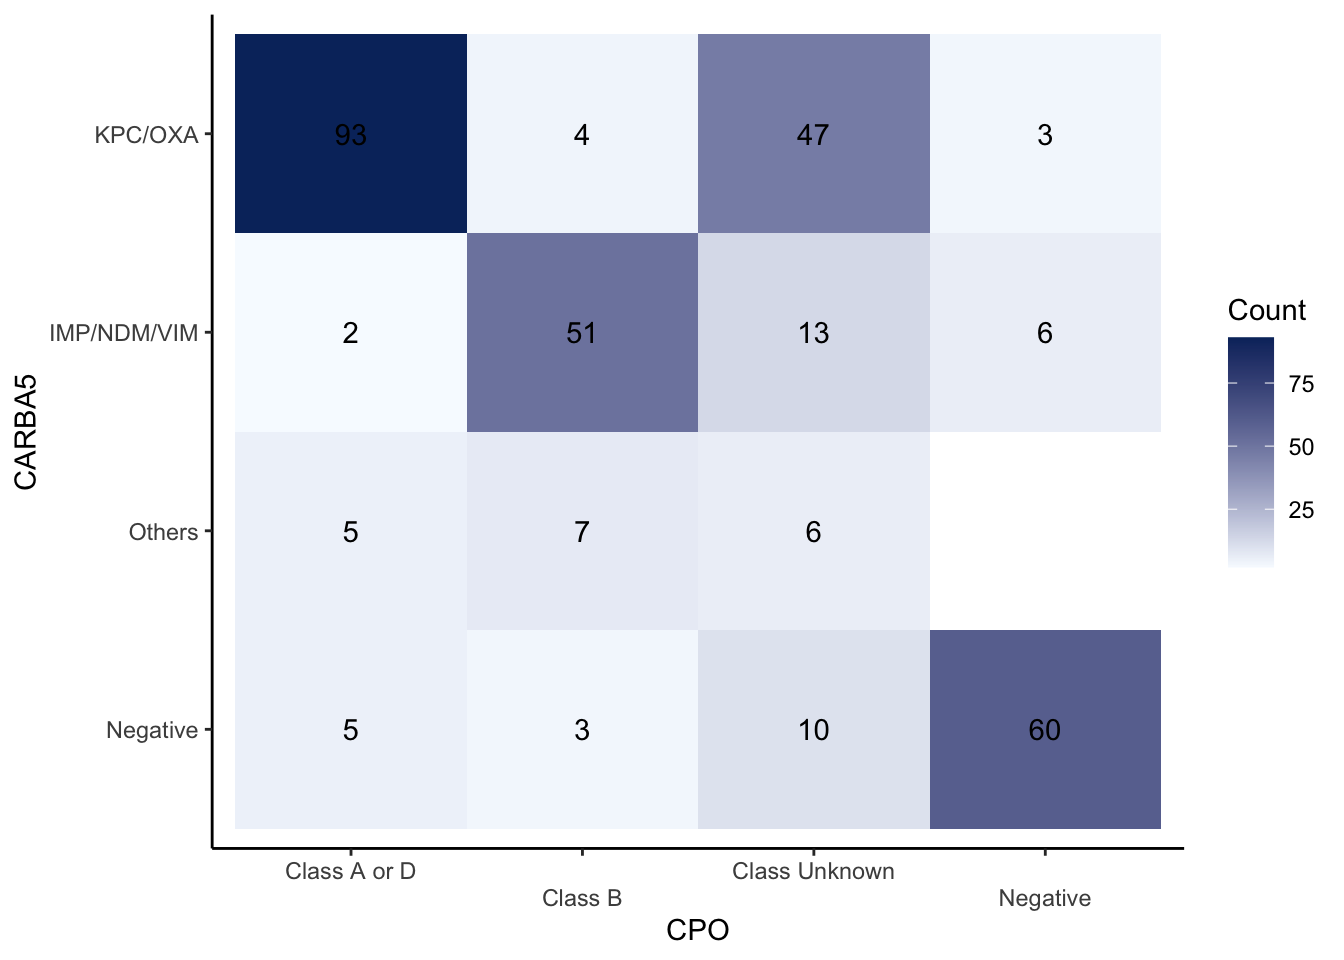 KPC/OXA 93 4 47 3
IMP/NDM/VIM 2 51 13 6
Others 5 7 6
Negative 5 3 10 60
CARBA5
Class A or D Class Unknown
Class B Negative
CPO
Count
75
50
25